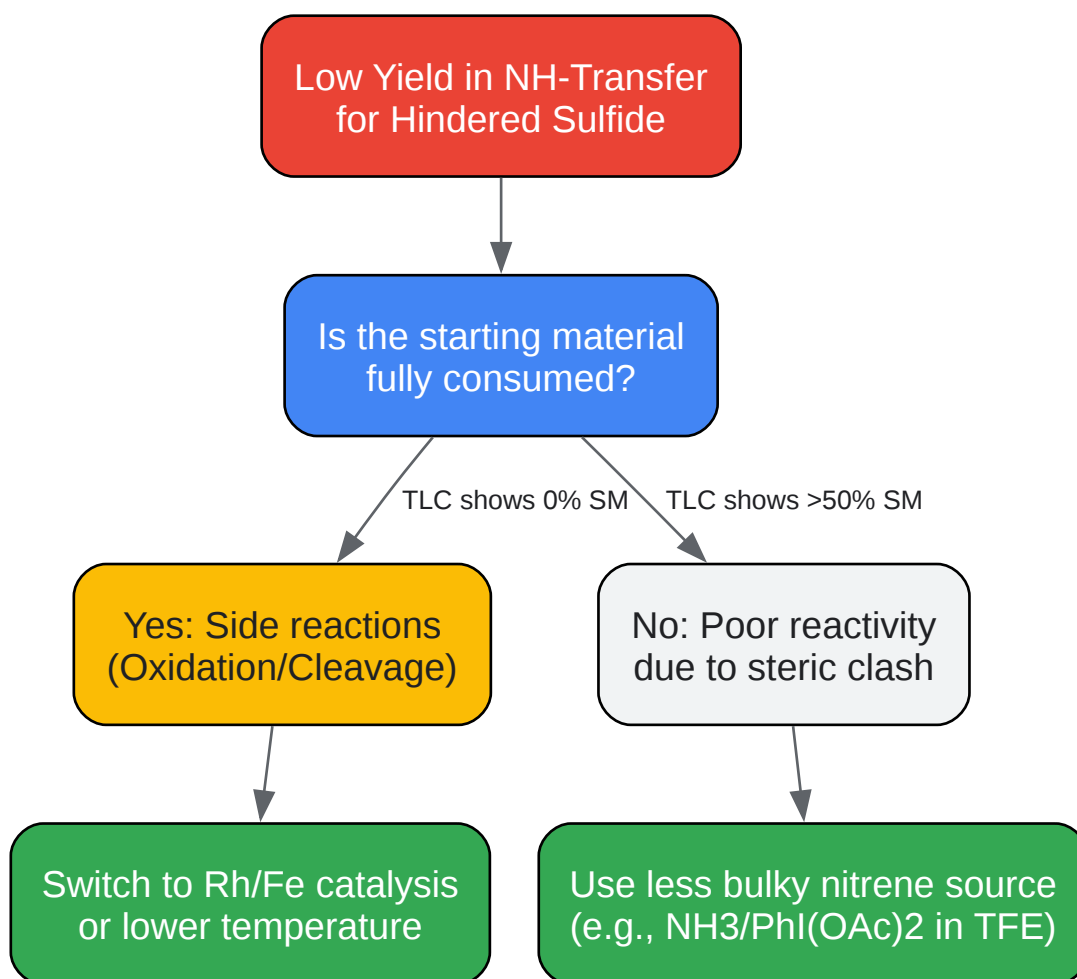 Low Yield in NH-Transfer
for Hindered Sulfide
Is the starting material
fully consumed?
TLC shows 0% SM
TLC shows >50% SM
Yes: Side reactions
(Oxidation/Cleavage)
No: Poor reactivity
due to steric clash
Switch to Rh/Fe catalysis
or lower temperature
Use less bulky nitrene source
(e.g., NH3/PhI(OAc)2 in TFE)